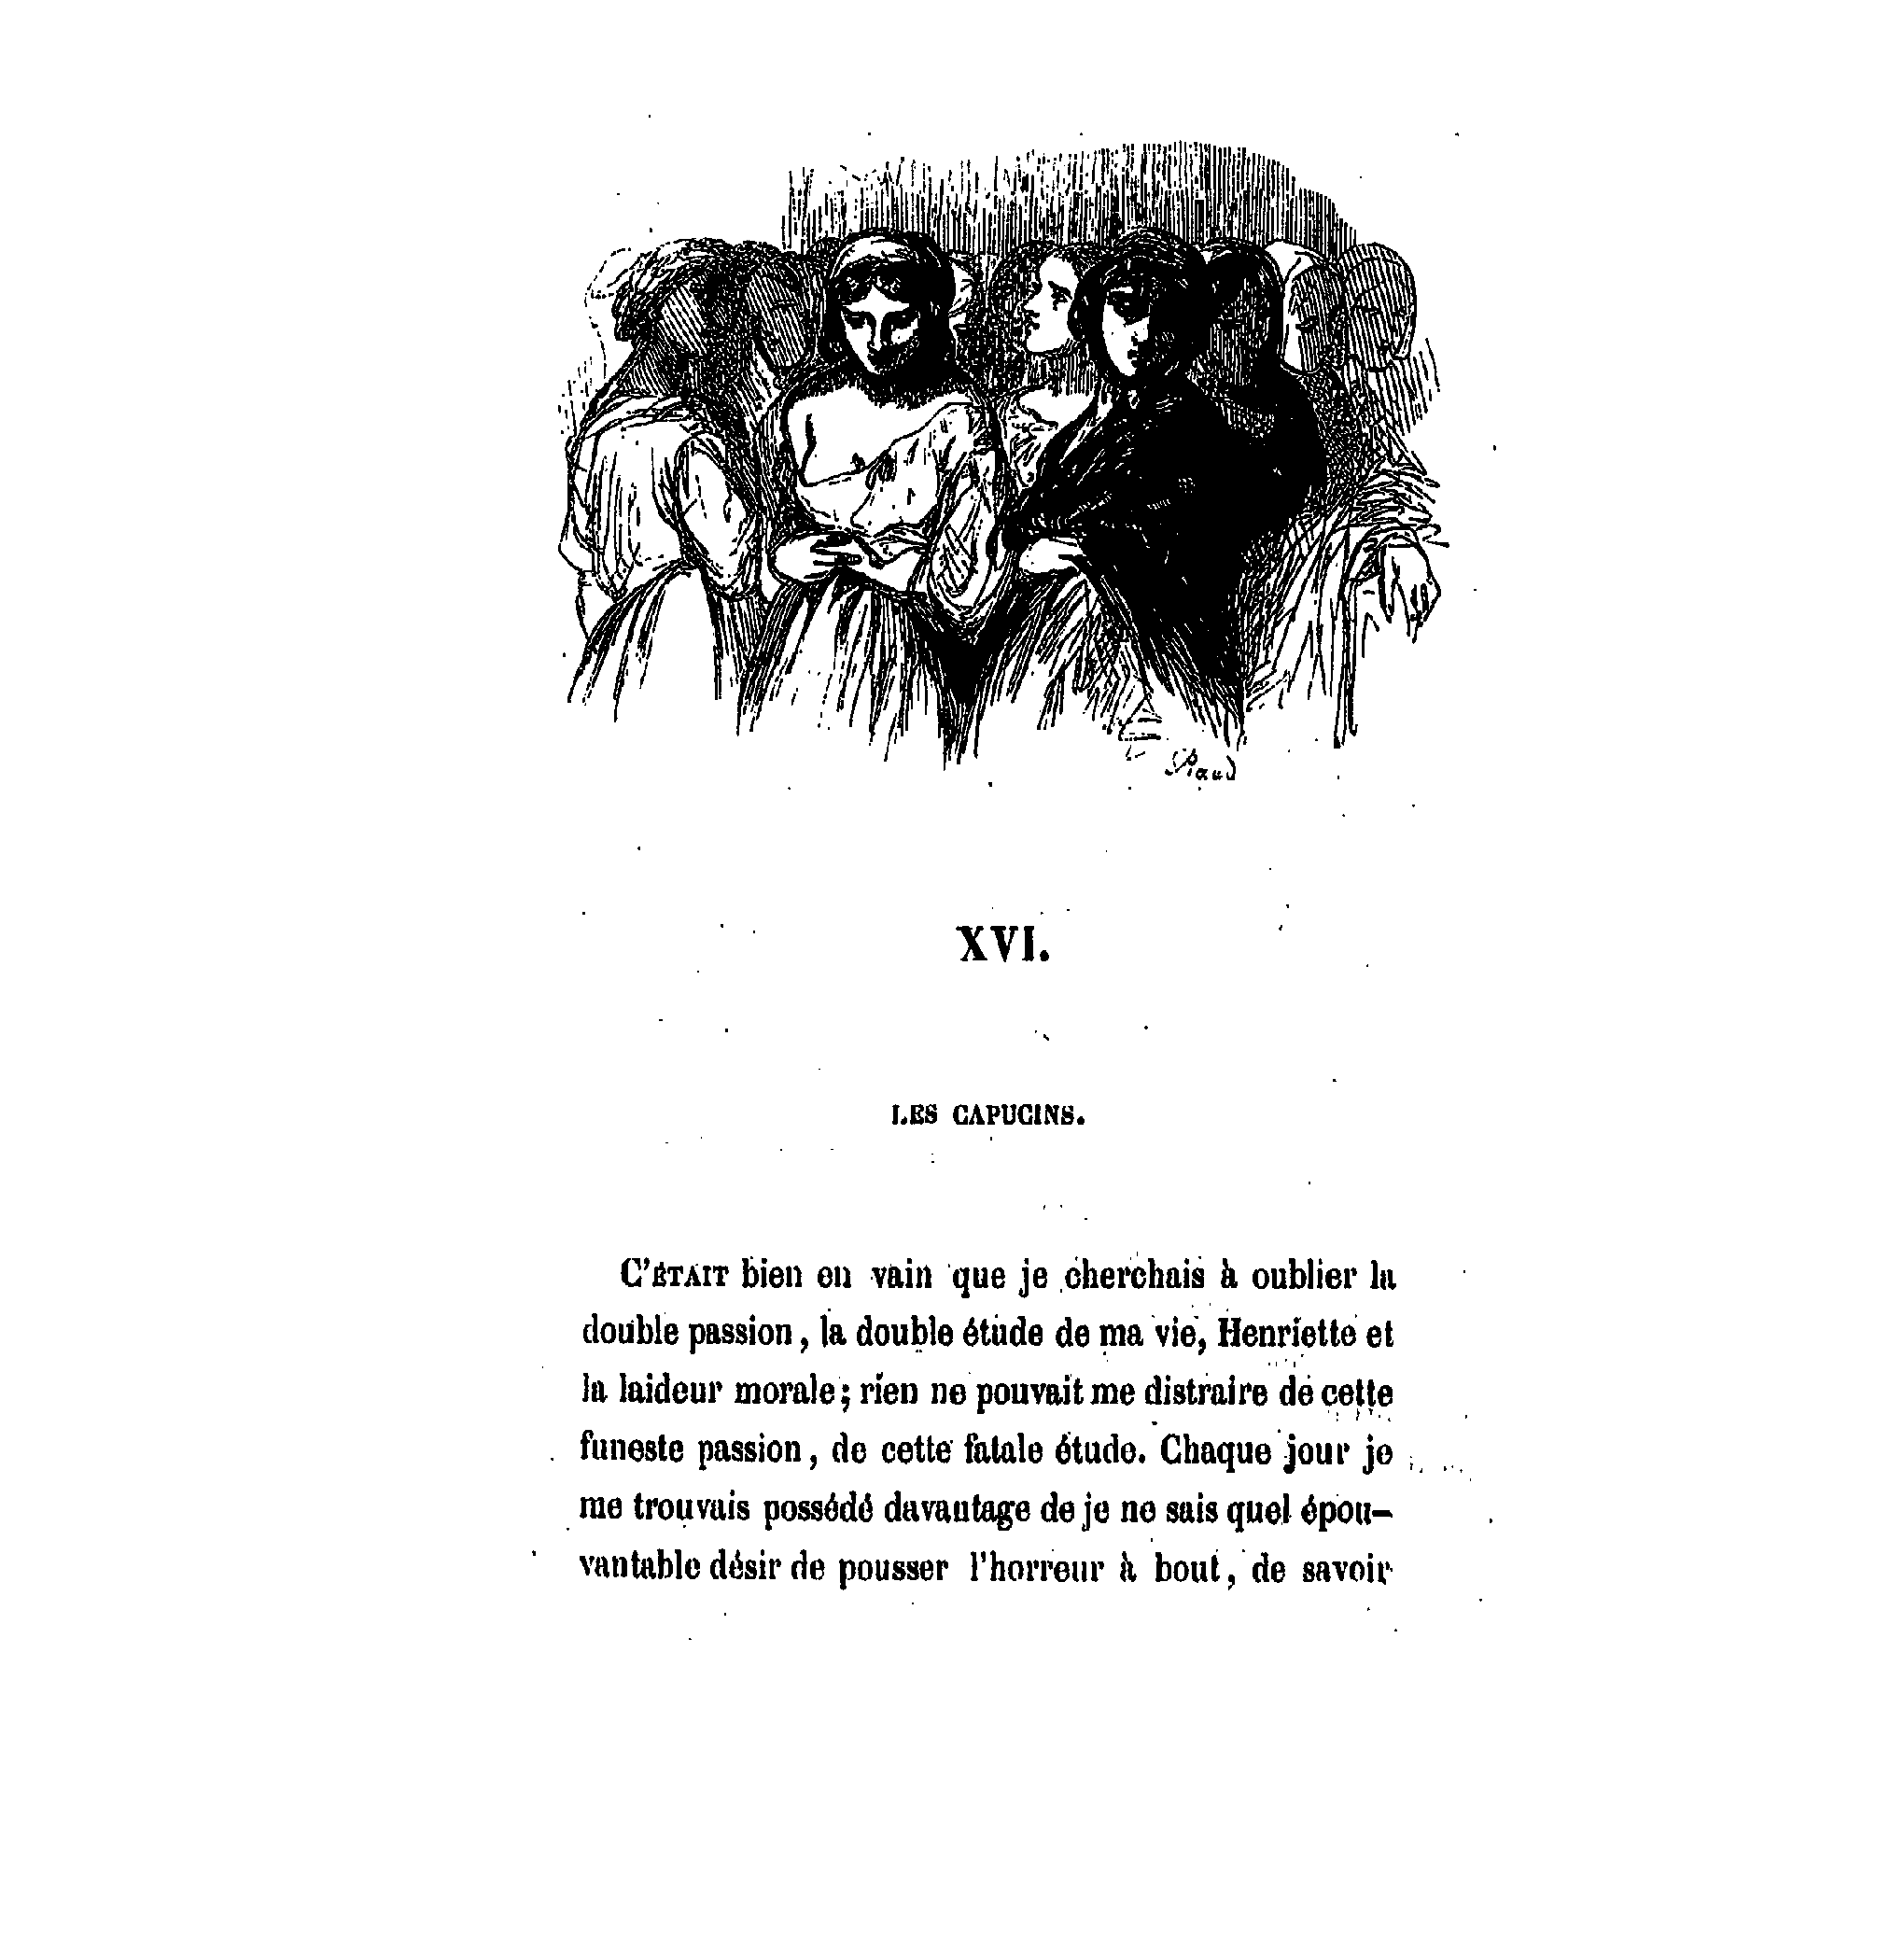 Piaud
XVI.
LES CAPUCINS.
C'ÉTAIT bien en vain que je cherchais à oublier la
double passion, la double étude de ma vie, Henriette et
la laideur morale; rien ne pouvait me distraire de cette
funeste passion, de cette fatale étude. Chaque jour je
me trouvais possédé davantage de je ne sais quel épou-
vantable désir de pousser l'horreur à bout, de savoir